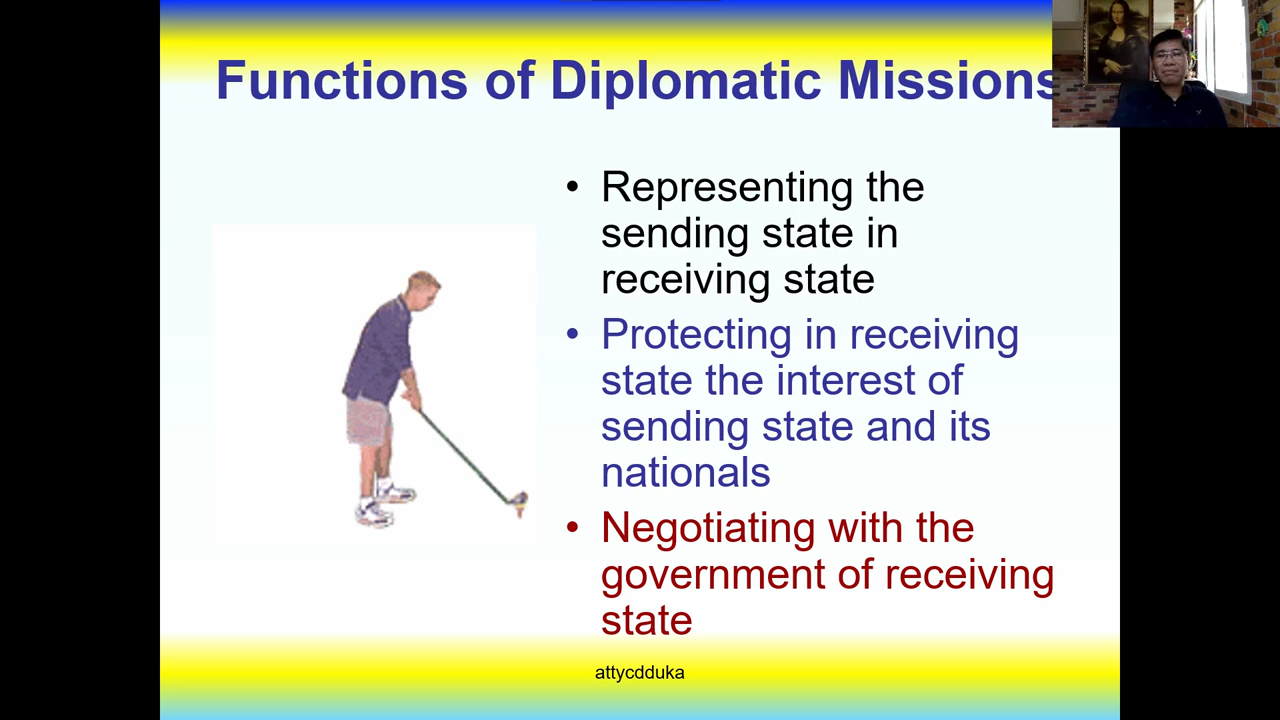 Functions of Diplomatic Missions
• Representing the
sending state in
receiving state
• Protecting in receiving
state the interest of
sending state and its
nationals
• Negotiating with the
government of receiving
state
attycdduka